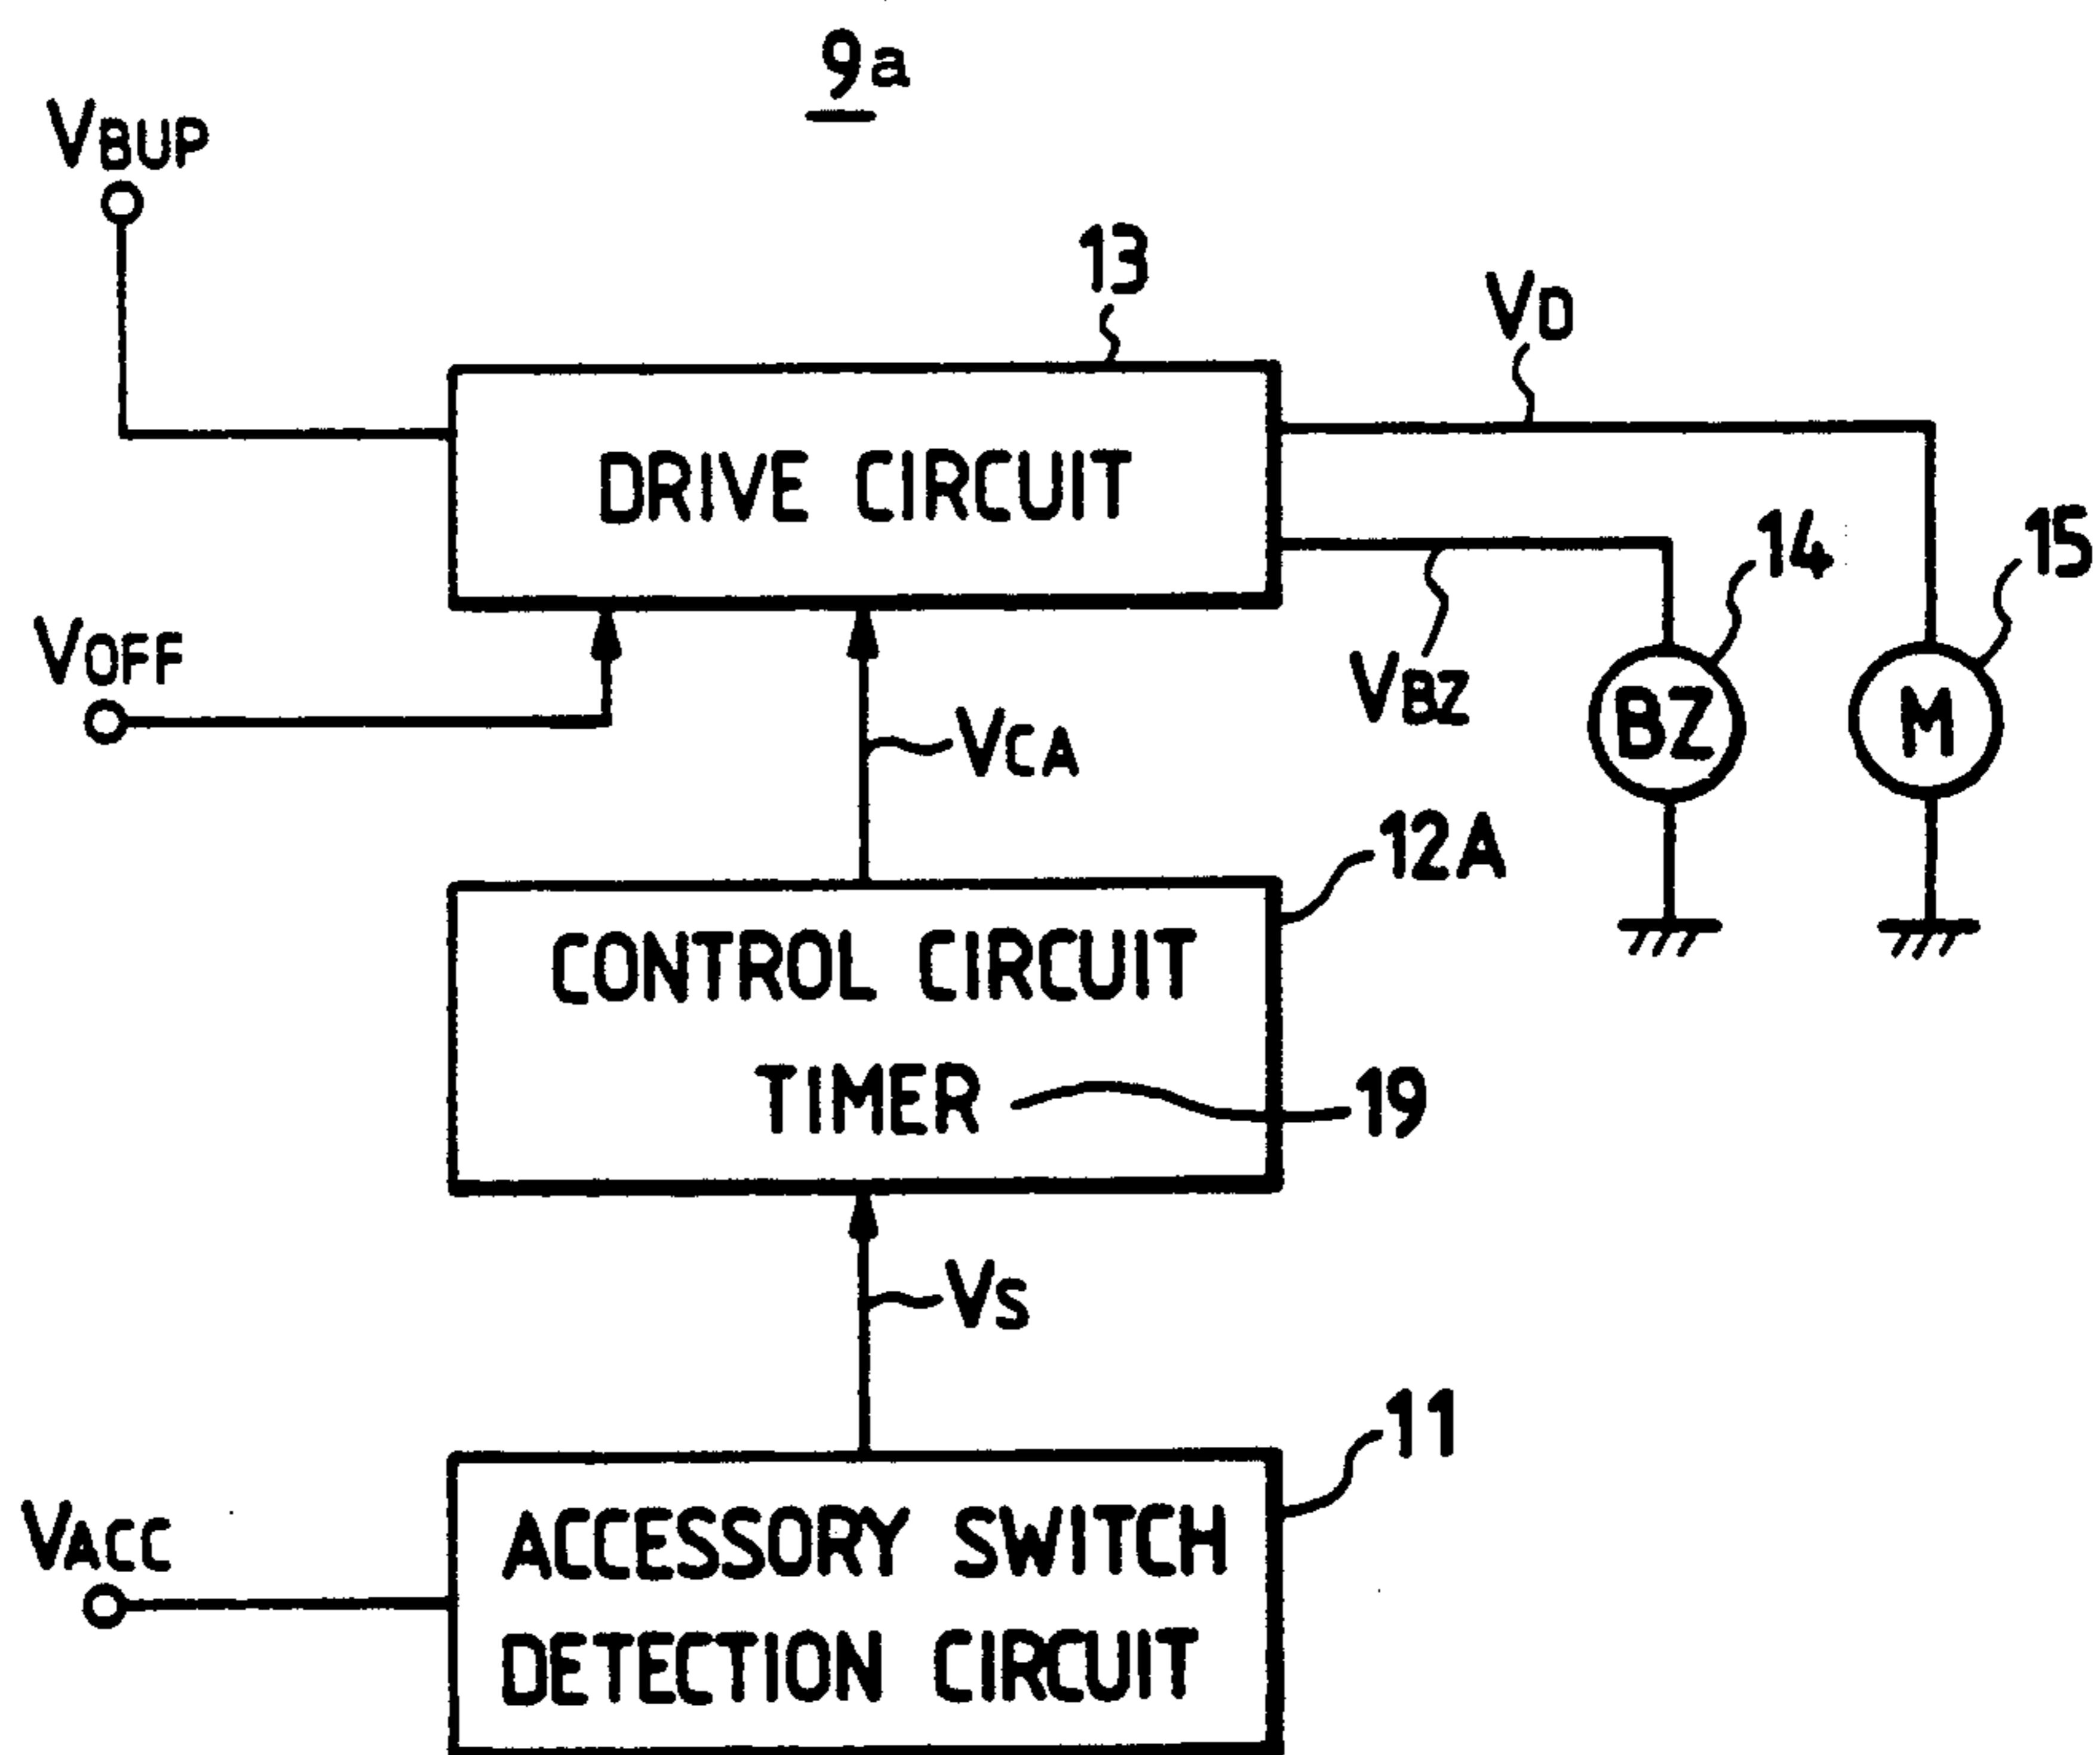 9a
VBUP
13
VD
DRIVE CIRCUIT
14
15
VOFF
VBZ
BZ
M
VCA
12A
CONTROL CIRCUIT
TIMER
19
VS
11
VACC
ACCESSORY SWITCH
DETECTION CIRCUIT